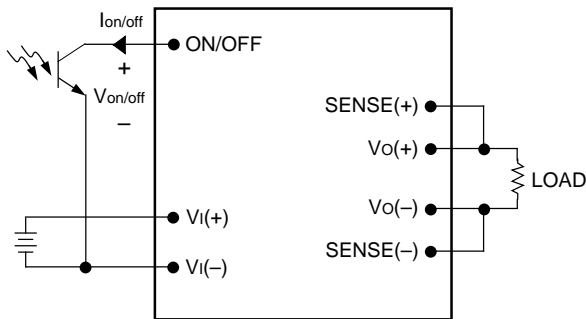 Ion/off
ON/OFF
+
Von/off
–
SENSE(+)
VO(+)
LOAD
VO(–)
SENSE(–)
VI(+)
VI(–)